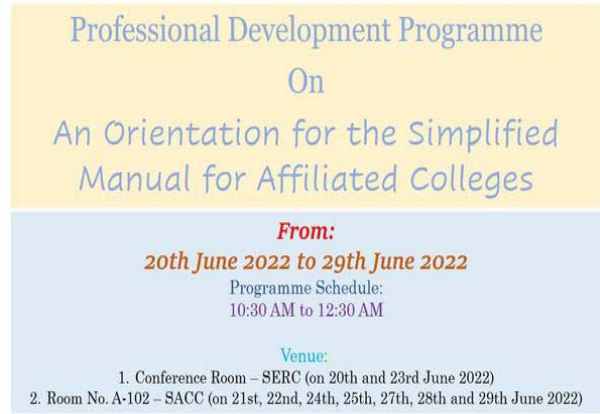 Professional Development Programme
On
An Orientation for the Simplified
Manual for Affiliated Colleges
From:
20th June 2022 to 29th June 2022
Programme Schedule:
10:30 AM to 12:30 AM
Venue:
1. Conference Room – SERC (on 20th and 23rd June 2022)
2. Room No. A-102 – SACC (on 21st, 22nd, 24th, 25th, 27th, 28th and 29th June 2022)